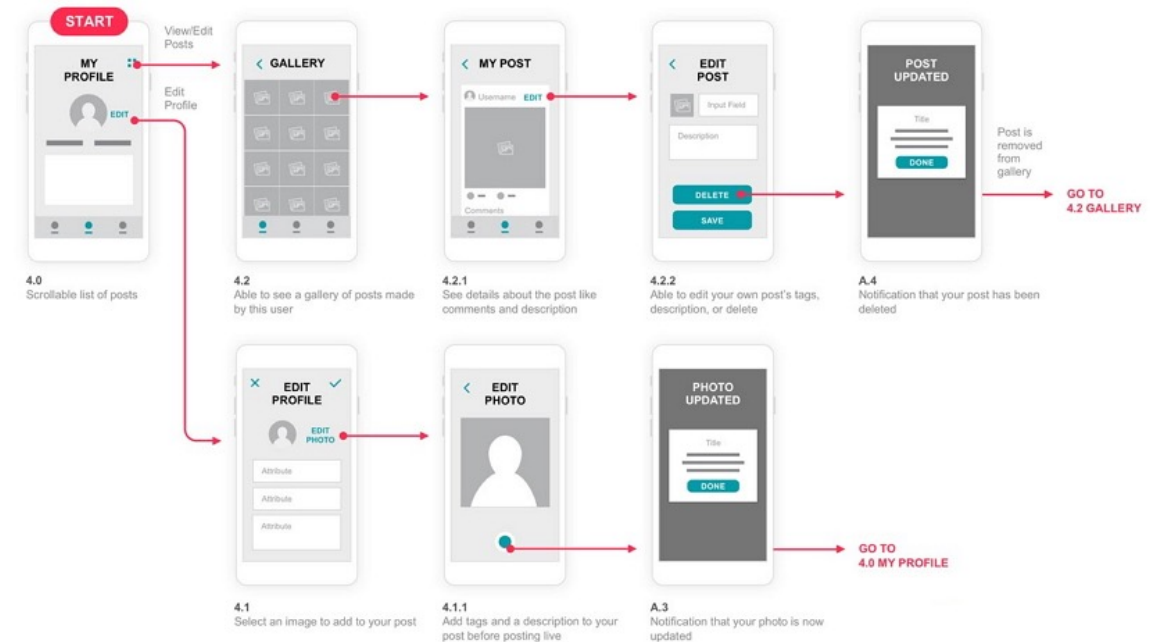 START
View/Edit
Posts
Edit
Profile
MY
PROFILE
EDIT
4.0
Scrollable list of posts
GALLERY
4.2
Able to see a gallery of posts made
by this user
MY POST
Username EDIT
Comments
4.2.1
See details about the post like
comments and description
EDIT
POST
Input Field
Description
DELETE
SAVE
4.2.2
Able to edit your own post's tags,
description, or delete
POST
UPDATED
Title
DONE
A.4
Notification that your post has been
deleted
Post is
removed
from
gallery
GO TO
4.2 GALLERY
EDIT
PROFILE
EDIT
PHOTO
Attribute
Attribute
Attribute
4.1
Select an image to add to your post
EDIT
PHOTO
4.1.1
Add tags and a description to your
post before posting live
PHOTO
UPDATED
Title
DONE
A.3
Notification that your photo is now
updated
GO TO
4.0 MY PROFILE